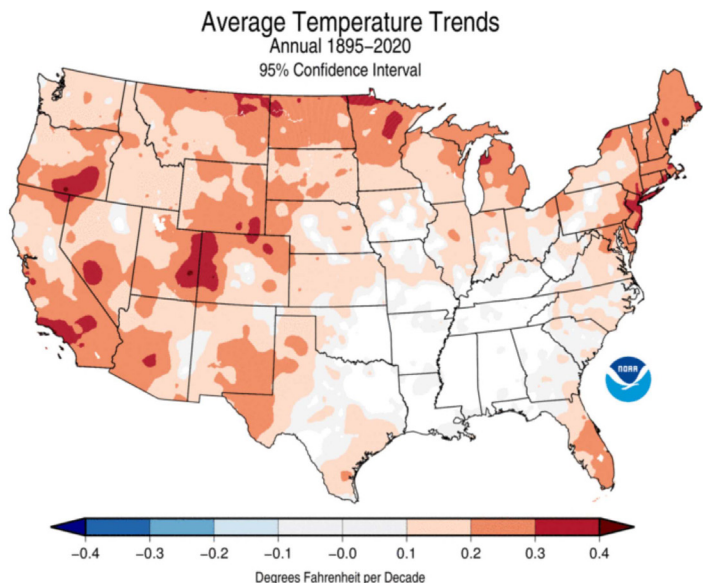 Average Temperature Trends
Annual 1895–2020
95% Confidence Interval
NOAA
−0.4 −0.3 −0.2 −0.1 −0.0 0.1 0.2 0.3 0.4
Degrees Fahrenheit per Decade